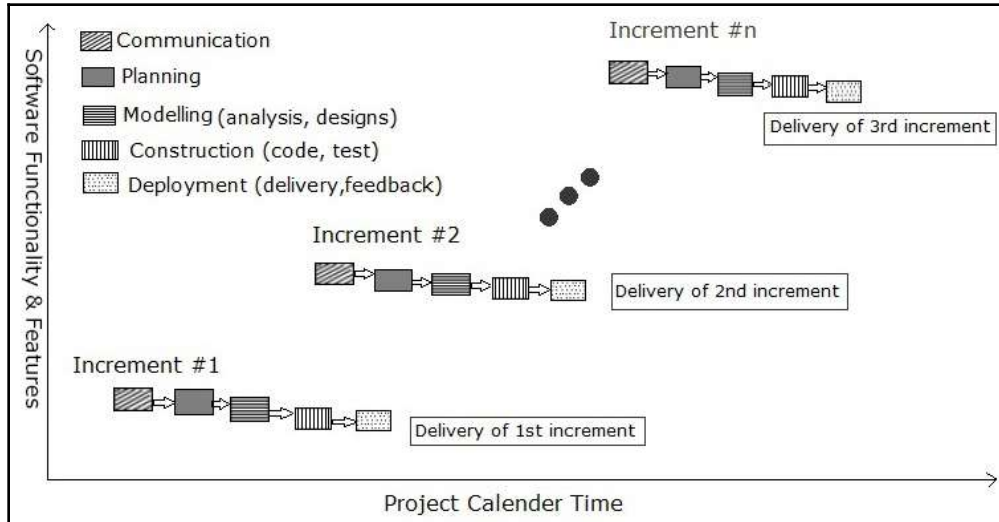 Software Functionality & Features
Communication
Planning
Modelling (analysis, designs)
Construction (code, test)
Deployment (delivery,feedback)
Increment #n
Delivery of 3rd increment
Increment #2
Delivery of 2nd increment
Increment #1
Delivery of 1st increment
Project Calender Time